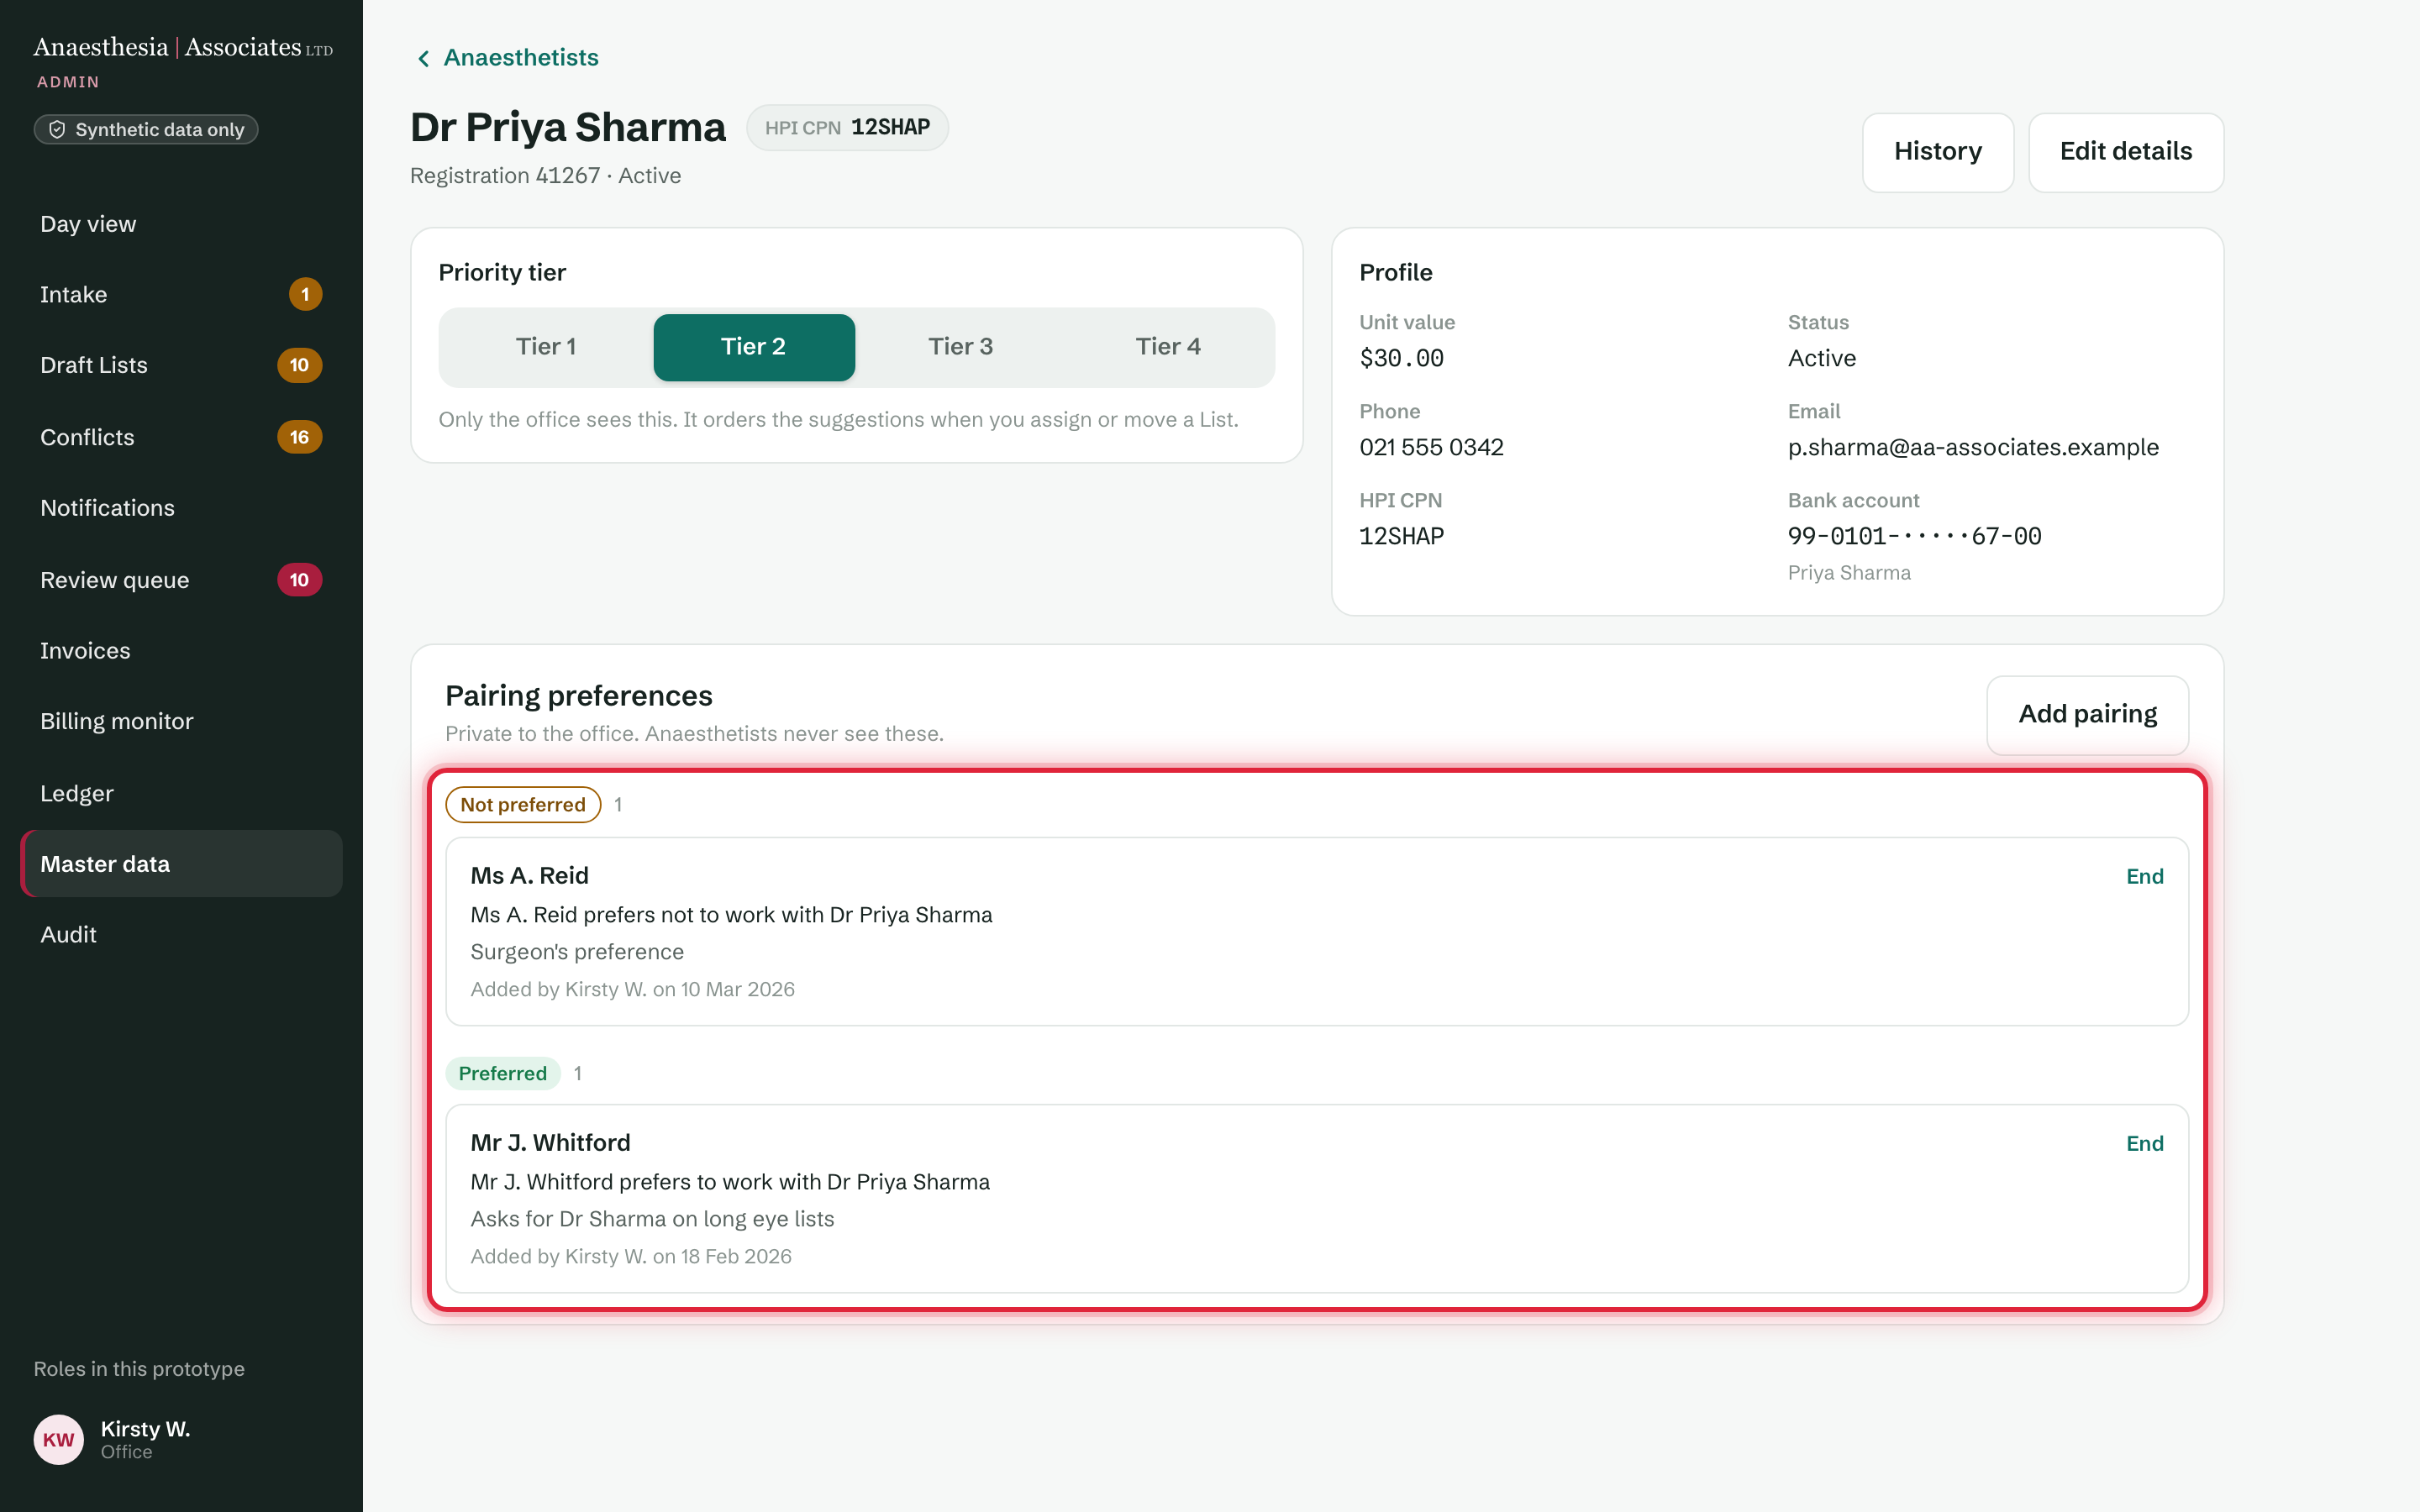 Anaesthesia | Associates LTD
ADMIN
Synthetic data only
Day view
Intake 1
Draft Lists 10
Conflicts 16
Notifications
Review queue 10
Invoices
Billing monitor
Ledger
Master data
Audit
Roles in this prototype
KW
Kirsty W.
Office
Anaesthetists
Dr Priya Sharma HPI CPN 12SHAP
Registration 41267 · Active
History Edit details
Priority tier
Tier 1 Tier 2 Tier 3 Tier 4
Only the office sees this. It orders the suggestions when you assign or move a List.
Profile
Unit value Status
$30.00 Active
Phone Email
021 555 0342 p.sharma@aa-associates.example
HPI CPN Bank account
12SHAP 99-0101-·····67-00
Priya Sharma
Pairing preferences
Private to the office. Anaesthetists never see these.
Add pairing
Not preferred 1
Ms A. Reid End
Ms A. Reid prefers not to work with Dr Priya Sharma
Surgeon's preference
Added by Kirsty W. on 10 Mar 2026
Preferred 1
Mr J. Whitford End
Mr J. Whitford prefers to work with Dr Priya Sharma
Asks for Dr Sharma on long eye lists
Added by Kirsty W. on 18 Feb 2026